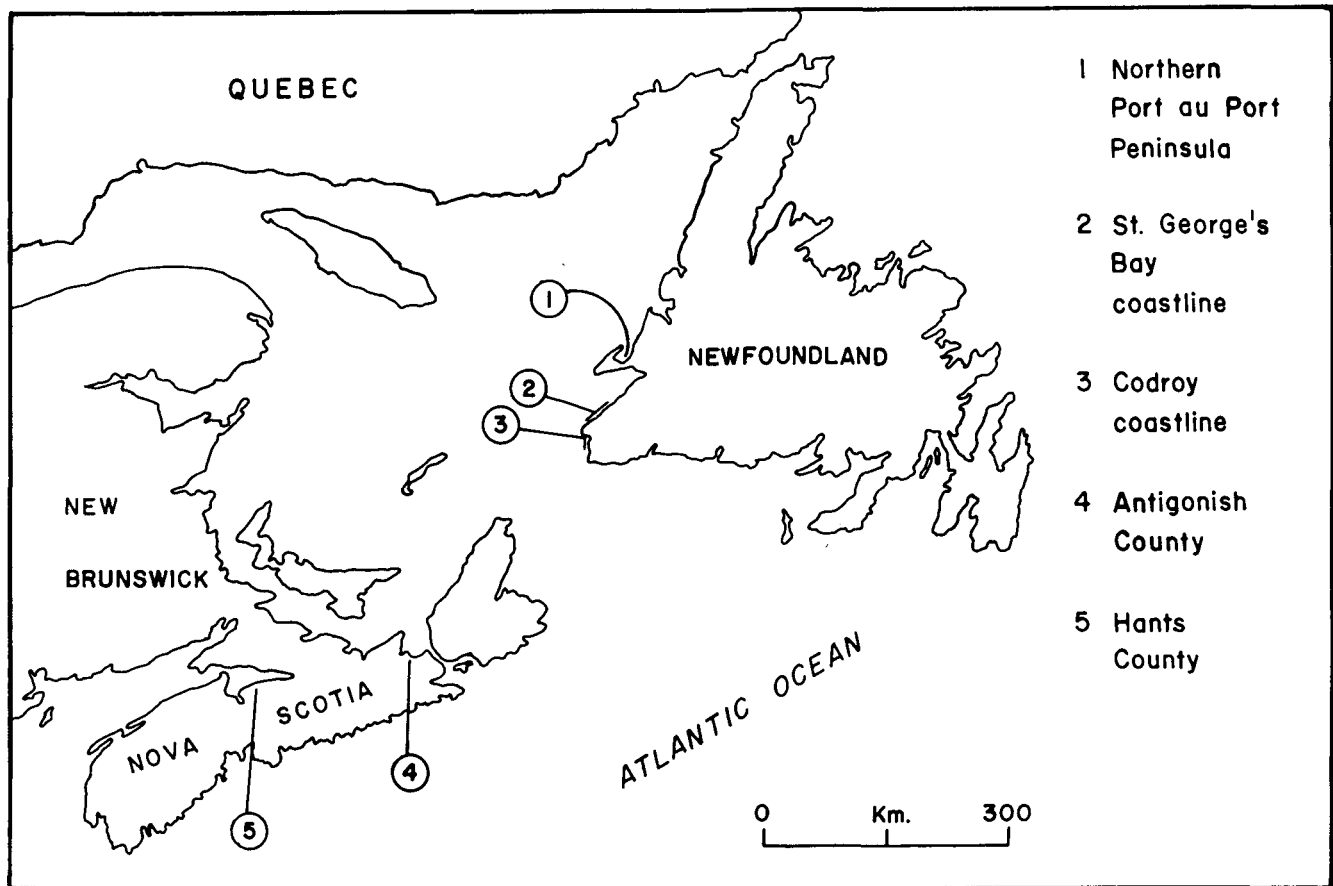 QUEBEC
NEWFOUNDLAND
NEW
BRUNSWICK
NOVA
SCOTIA
ATLANTIC OCEAN
1
2
3
4
5
0 Km. 300
1 Northern
Port au Port
Peninsula
2 St. George's
Bay
coastline
3 Codroy
coastline
4 Antigonish
County
5 Hants
County